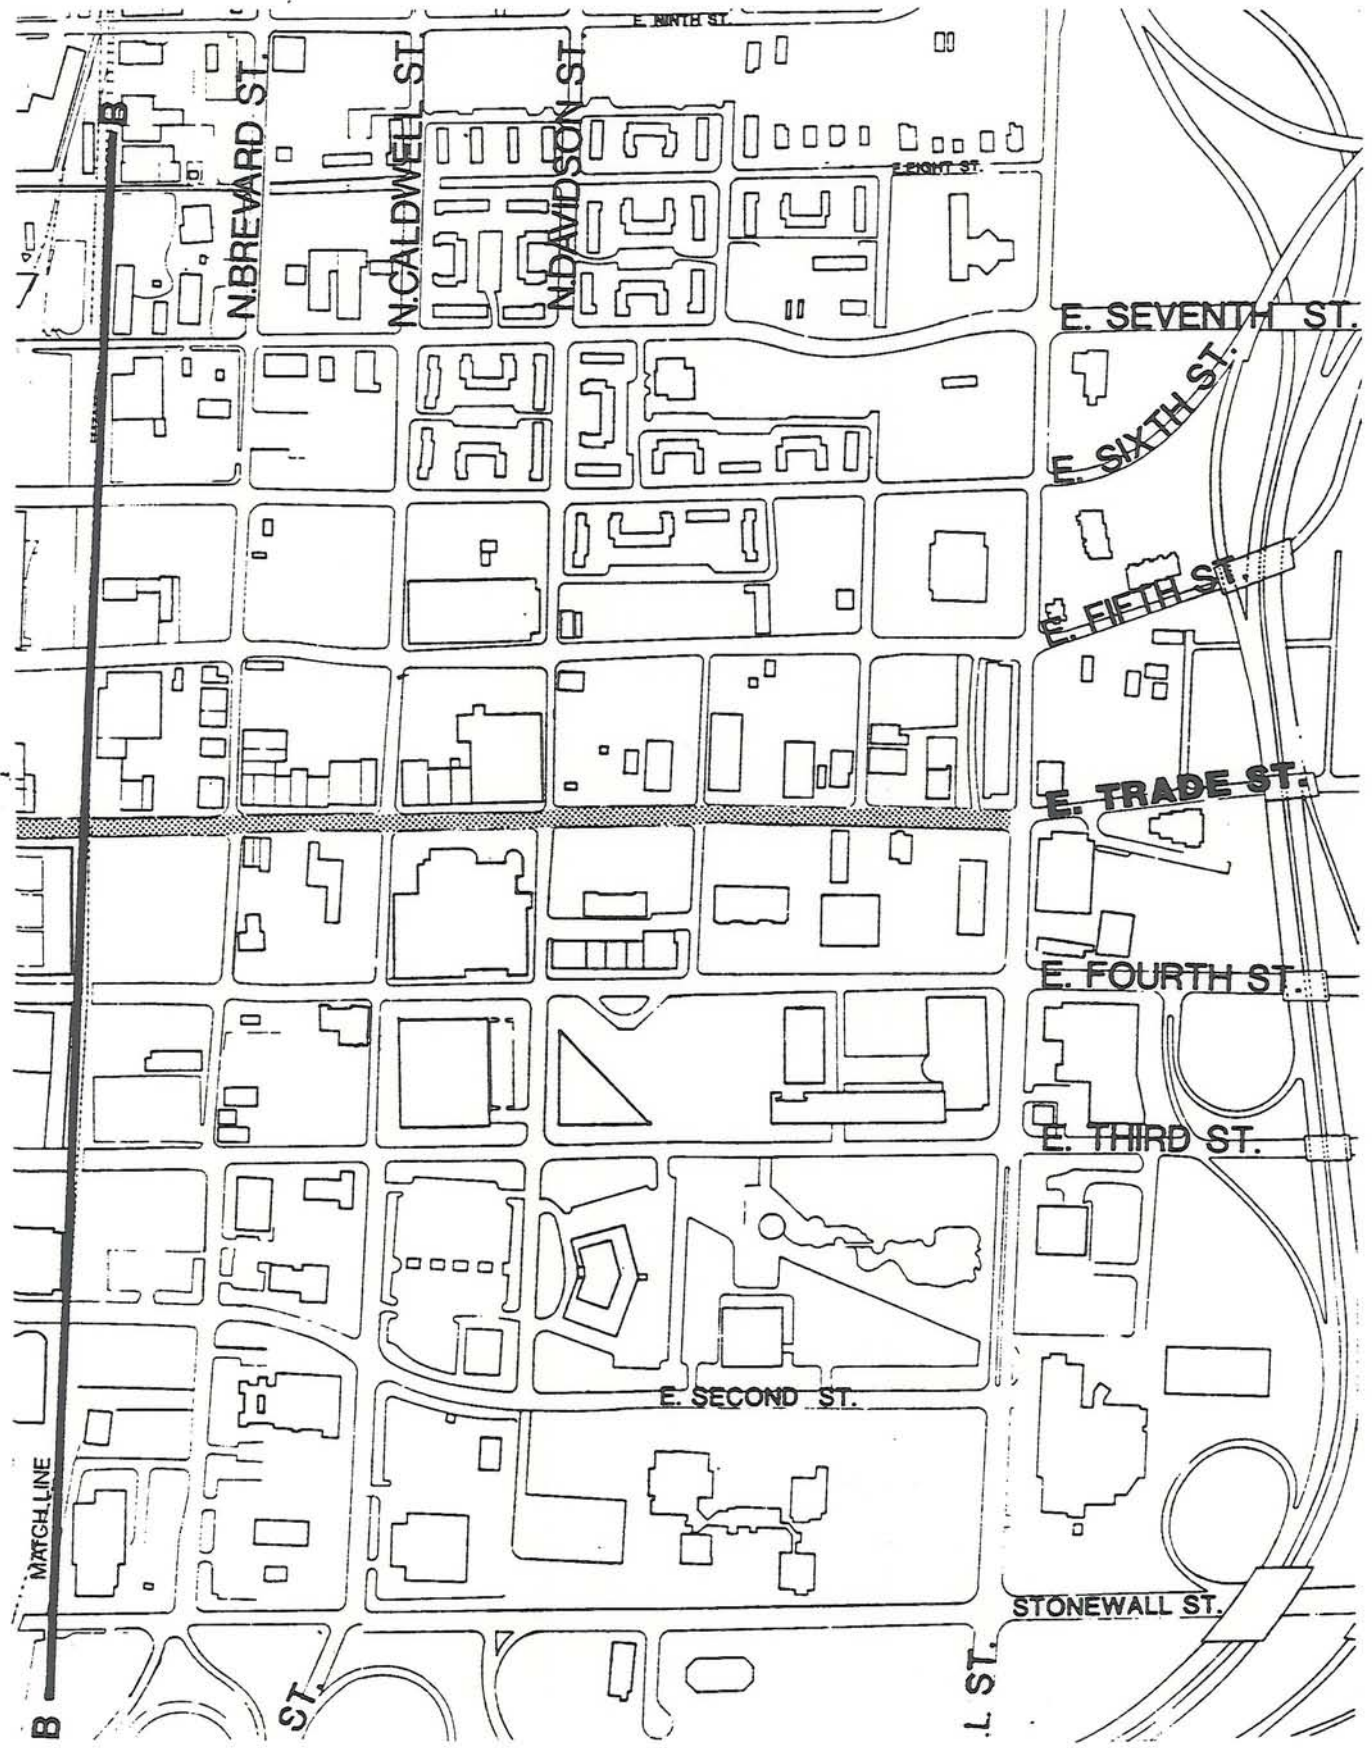 E. NINTH ST.
B
N.BREVARD ST.
N.CALDWELL ST
N.DAVIDSON ST
E.EIGHT ST.
E. SEVENTH ST.
E. SIXTH ST.
E. FIFTH ST.
E. TRADE ST.
E. FOURTH ST.
E. THIRD ST.
E. SECOND ST.
MATCH LINE
STONEWALL ST.
B
ST.
L ST.